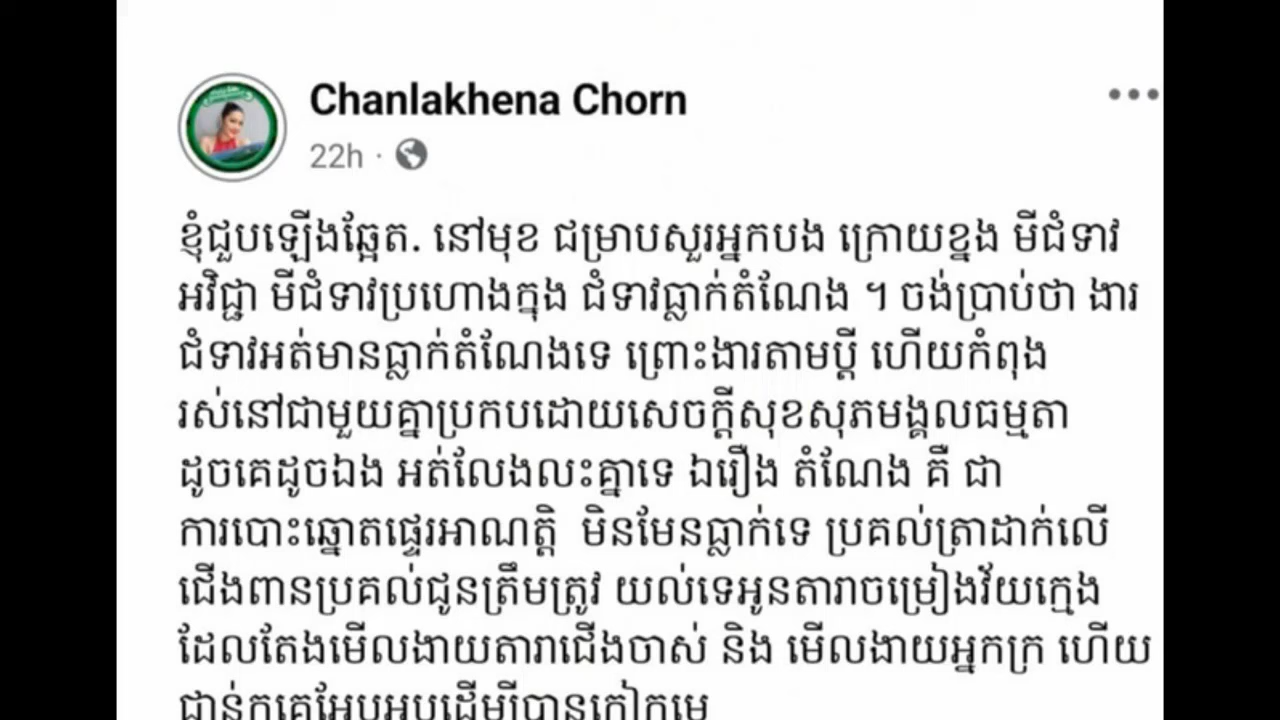 Chanlakhena Chorn
22h
ខ្ញុំជួបឡើងឆ្អែត. នៅមុខ ជម្រាបសួរអ្នកបង ក្រោយខ្នង មីជំទាវ
អវិជ្ជា មីជំទាវប្រហោងក្នុង ជំទាវធ្លាក់តំណែង ។ ចង់ប្រាប់ថា ងារ
ជំទាវអត់មានធ្លាក់តំណែងទេ ព្រោះងារតាមប្តី ហើយកំពុង
រស់នៅជាមួយគ្នាប្រកបដោយសេចក្តីសុខសុភមង្គលធម្មតា
ដូចគេដូចឯង អត់លែងលះគ្នាទេ ឯរឿង តំណែង គឺ ជា
ការបោះឆ្នោតផ្ទេរអាណត្តិ មិនមែនធ្លាក់ទេ ប្រគល់ត្រាដាក់លើ
ជើងពានប្រគល់ជូនត្រឹមត្រូវ យល់ទេអូនតារាចម្រៀងវ័យក្មេង
ដែលតែងមើលងាយតារាជើងចាស់ និង មើលងាយអ្នកក្រ ហើយ